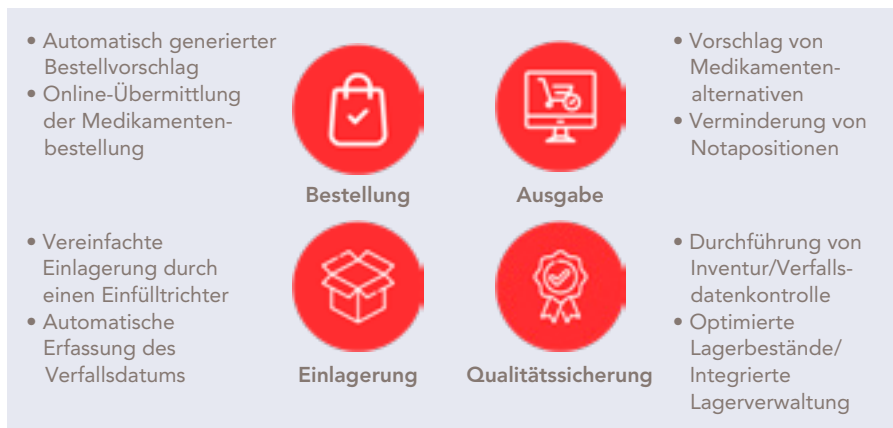 • Automatisch generierter
Bestellvorschlag
• Online-Übermittlung
der Medikamenten-
bestellung
Bestellung
Ausgabe
• Vorschlag von
Medikamenten-
alternativen
• Verminderung von
Notapositionen
• Vereinfachte
Einlagerung durch
einen Einfülltrichter
• Automatische
Erfassung des
Verfallsdatums
Einlagerung
Qualitätssicherung
• Durchführung von
Inventur/Verfalls-
datenkontrolle
• Optimierte
Lagerbestände/
Integrierte
Lagerverwaltung